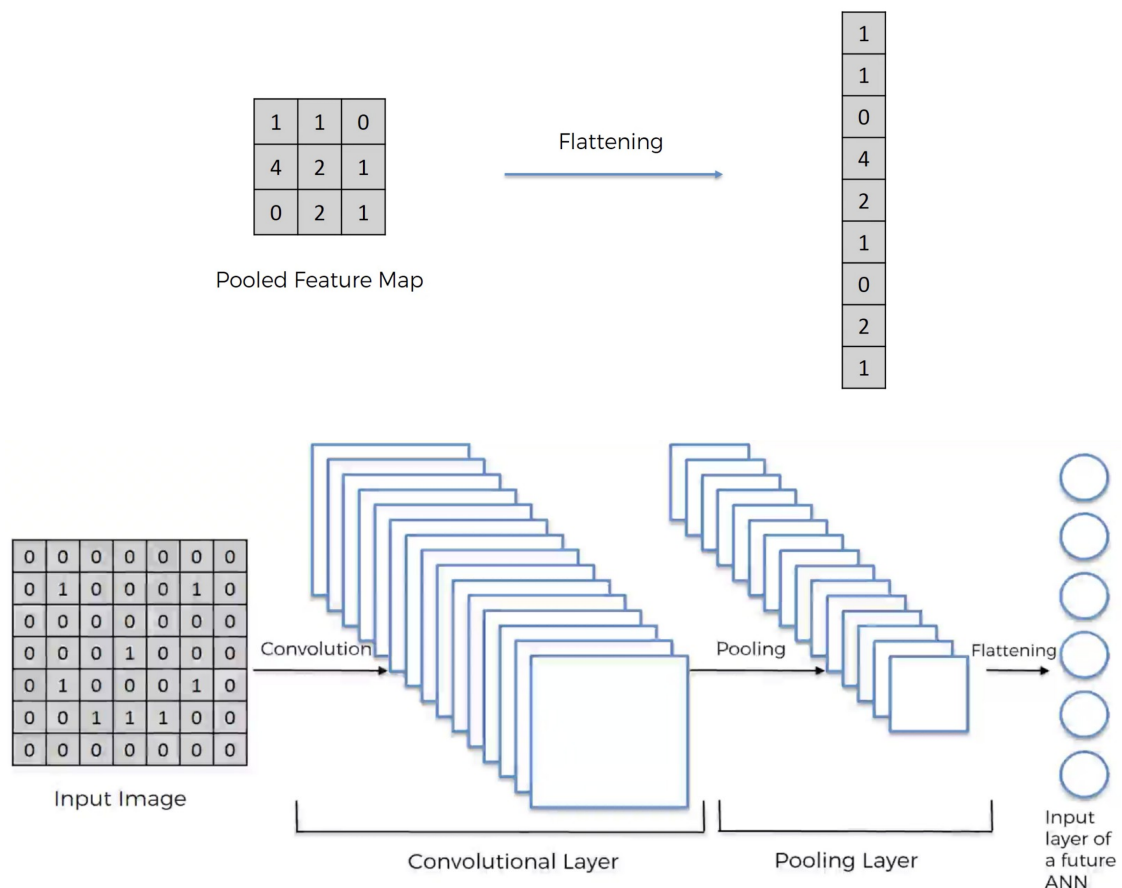 1 1 0
4 2 1
0 2 1
Pooled Feature Map
Flattening
1
1
0
4
2
1
0
2
1
0 0 0 0 0 0 0
0 1 0 0 0 1 0
0 0 0 0 0 0 0
0 0 0 1 0 0 0
0 1 0 0 0 1 0
0 0 1 1 1 0 0
0 0 0 0 0 0 0
Input Image
Convolution
Convolutional Layer
Pooling
Pooling Layer
Flattening
Input
layer of
a future
ANN